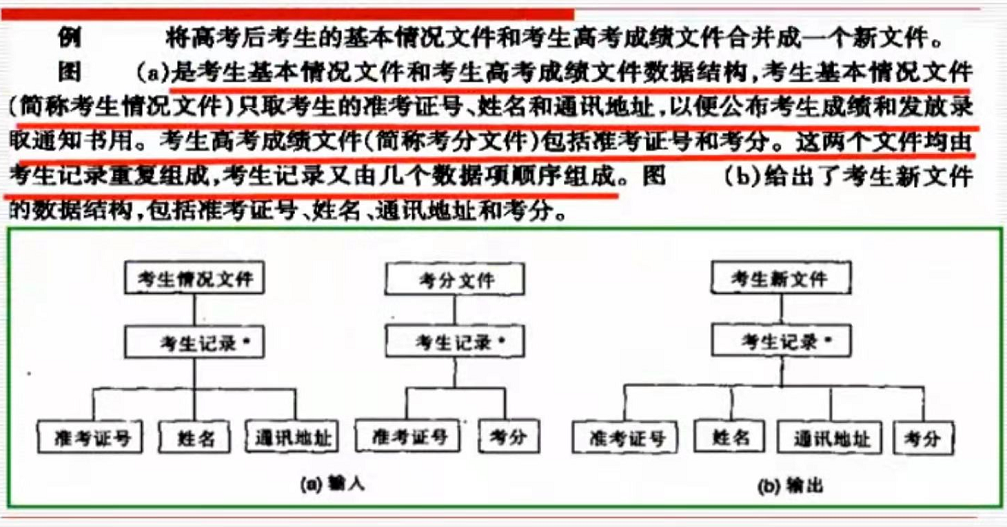 例 将高考后考生的基本情况文件和考生高考成绩文件合并成一个新文件。
图 (a)是考生基本情况文件和考生高考成绩文件数据结构,考生基本情况文件
(简称考生情况文件)只取考生的准考证号、姓名和通讯地址,以便公布考生成绩和发放录
取通知书用。考生高考成绩文件(简称考分文件)包括准考证号和考分。这两个文件均由
考生记录重复组成,考生记录又由几个数据项顺序组成。图 (b)给出了考生新文件
的数据结构,包括准考证号、姓名、通讯地址和考分。
考生情况文件 考分文件 考生新文件
考生记录* 考生记录* 考生记录*
准考证号 姓名 通讯地址 准考证号 考分 准考证号 姓名 通讯地址 考分
(a) 输入 (b) 输出